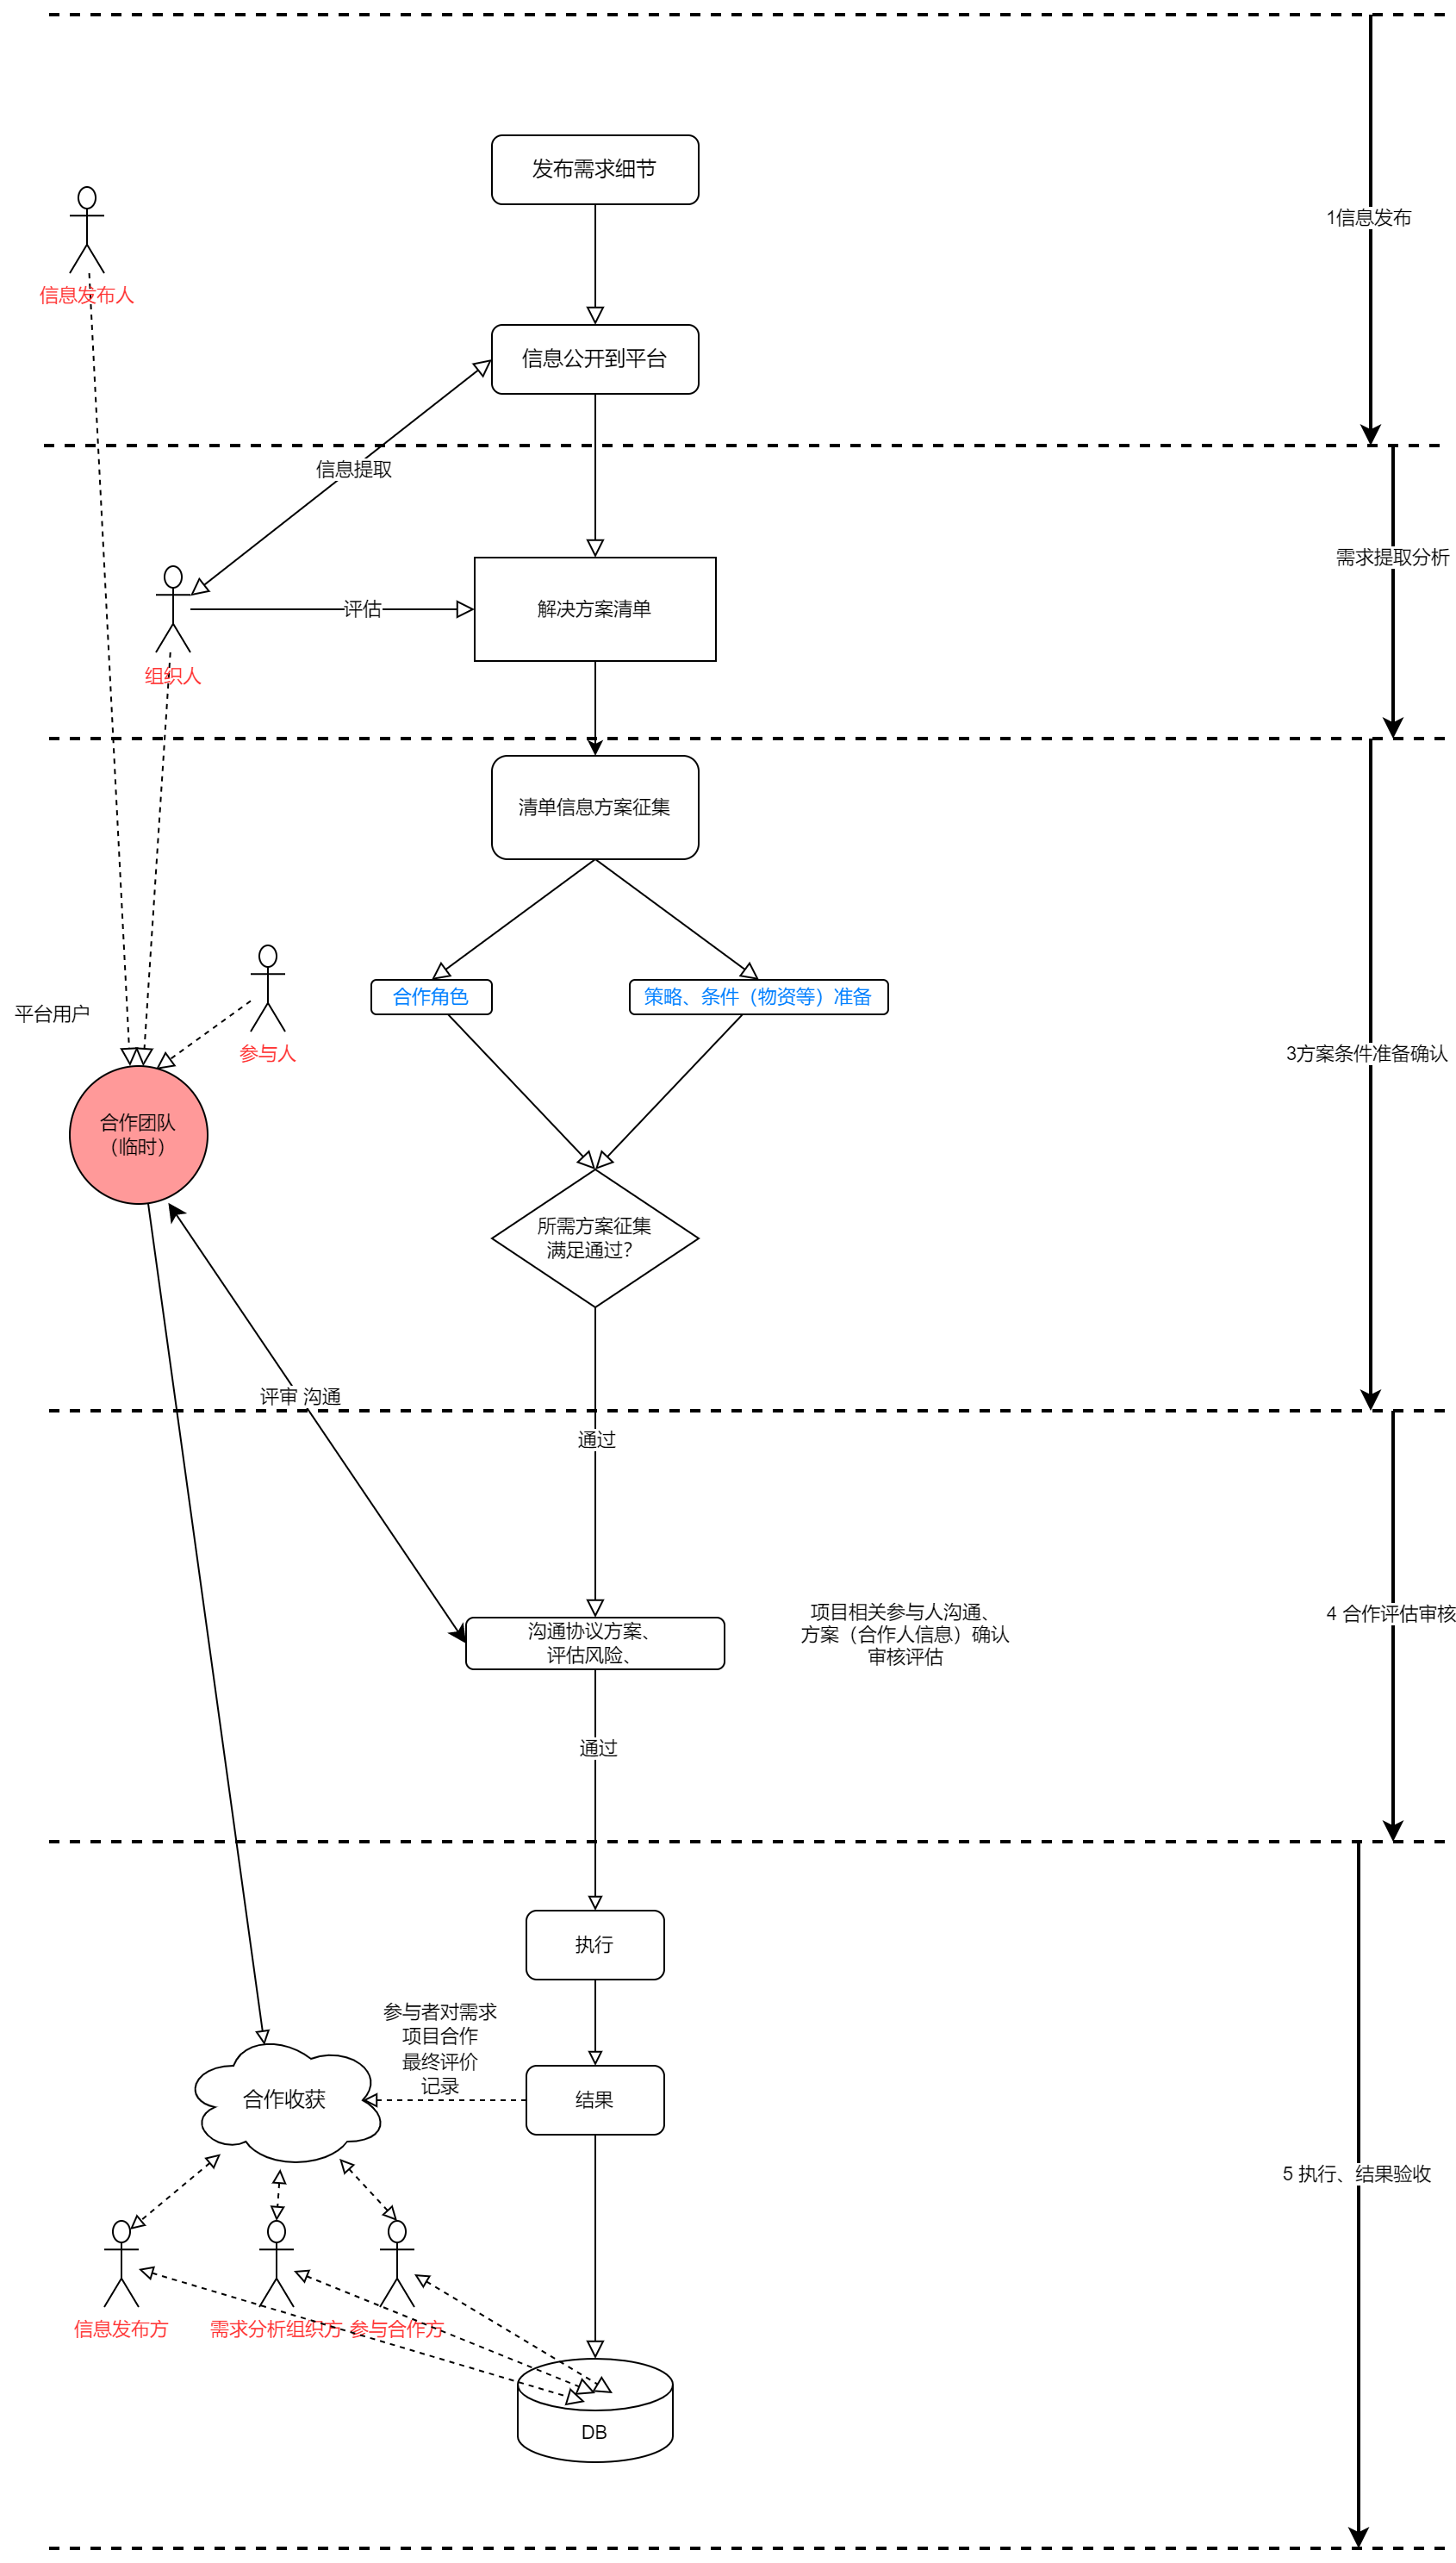 发布需求细节
1信息发布
信息发布人
信息公开到平台
信息提取
需求提取分析
评估
解决方案清单
组织人
清单信息方案征集
合作角色
策略、条件（物资等）准备
平台用户
参与人
3方案条件准备确认
合作团队
（临时）
所需方案征集
满足通过？
评审 沟通
通过
沟通协议方案、
评估风险、
项目相关参与人沟通、
方案（合作人信息）确认
审核评估
4 合作评估审核
通过
执行
参与者对需求
项目合作
最终评价
记录
合作收获
结果
5 执行、结果验收
信息发布方
需求分析组织方
参与合作方
DB